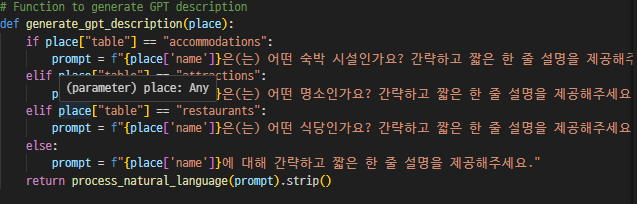 # Function to generate GPT description
def generate_gpt_description(place):
    if place["table"] == "accommodations":
        prompt = f"{place['name']}은(는) 어떤 숙박 시설인가요? 간략하고 짧은 한 줄 설명을 제공해주
    elif place["table"] == "attractions":
(parameter) place: Any
}은(는) 어떤 명소인가요? 간략하고 짧은 한 줄 설명을 제공해주세요.
    elif place["table"] == "restaurants":
        prompt = f"{place['name']}은(는) 어떤 식당인가요? 간략하고 짧은 한 줄 설명을 제공해주세요
    else:
        prompt = f"{place['name']}에 대해 간략하고 짧은 한 줄 설명을 제공해주세요."
    return process_natural_language(prompt).strip()